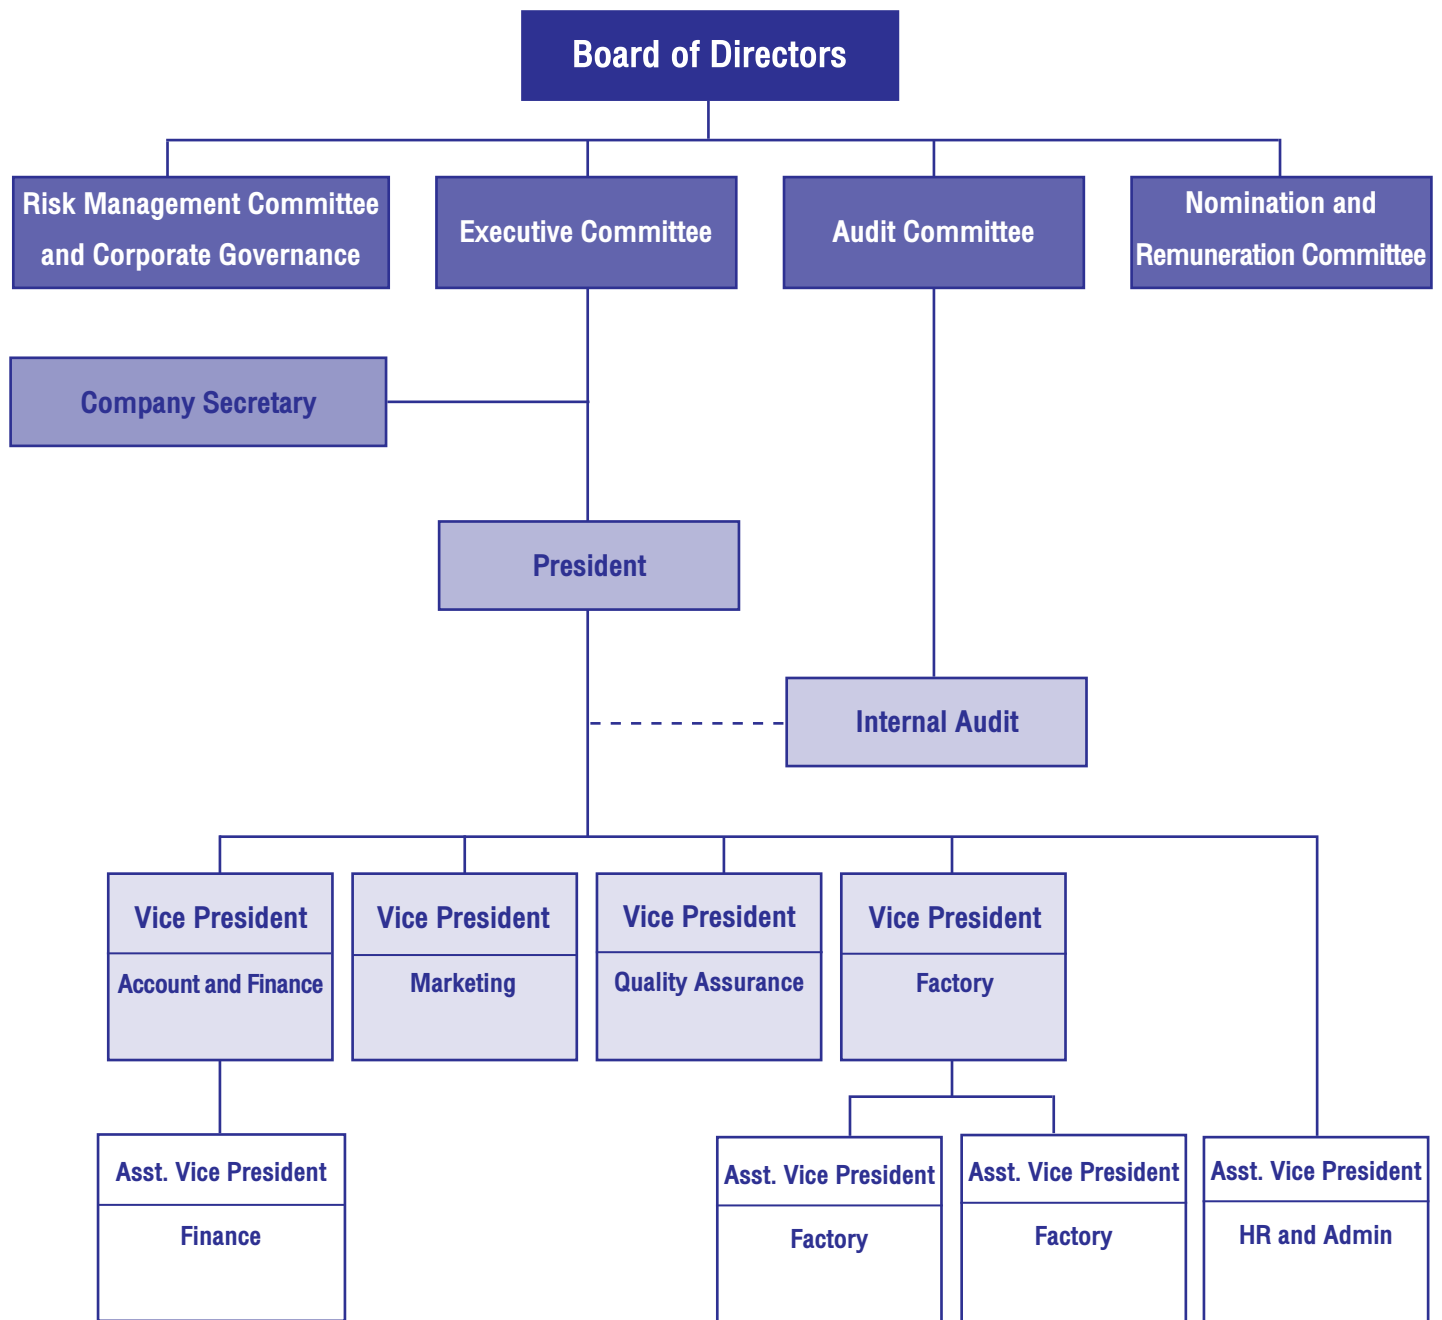 Board of Directors
Risk Management Committee
and Corporate Governance
Executive Committee
Audit Committee
Nomination and
Remuneration Committee
Company Secretary
President
Internal Audit
Vice President
Account and Finance
Vice President
Marketing
Vice President
Quality Assurance
Vice President
Factory
Asst. Vice President
Finance
Asst. Vice President
Factory
Asst. Vice President
Factory
Asst. Vice President
HR and Admin